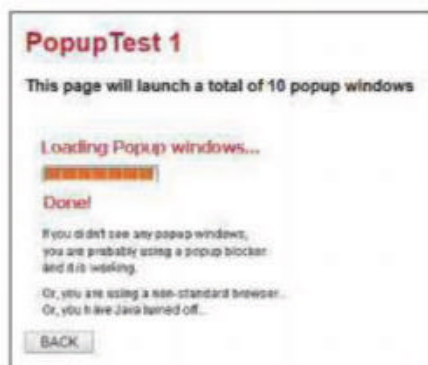 PopupTest 1
This page will launch a total of 10 popup windows
Loading Popup windows...
Done!
If you didn't see any popup windows,
you are probably using a popup blocker
and it is working.
Or, you are using a non-standard browser...
Or, you have Java turned off...
BACK